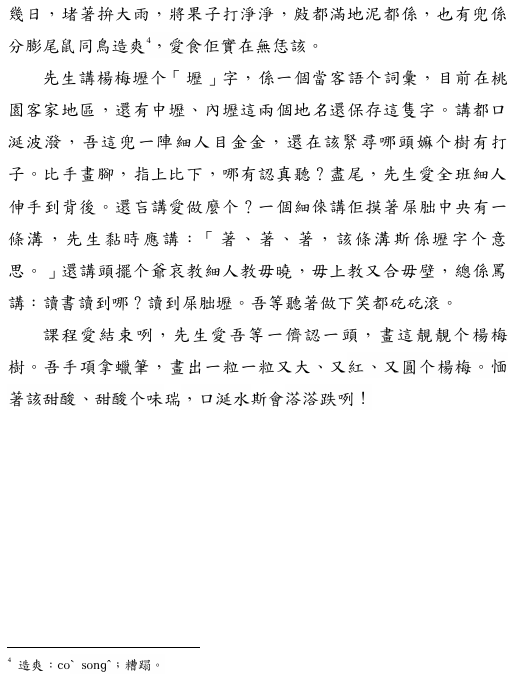 幾日，堵著拚大雨，將果子打淨淨，㪐都滿地泥都係，也有兜係
分膨尾鼠同鳥造爽4，愛食佢實在無恁該。
先生講楊梅壢个「壢」字，係一個當客語个詞彙，目前在桃
園客家地區，還有中壢、內壢這兩個地名還保存這隻字。講都口
涎波潑，吾這兜一陣細人目金金，還在該緊尋哪頭嫲个樹有打
子。比手畫腳，指上比下，哪有認真聽？盡尾，先生愛全班細人
伸手到背後。還言講愛做麼个？一個細倈講佢摸著屎朏中央有一
條溝，先生黏時應講：「著、著、著，該條溝斯係壢字个意
思。」還講頭擺个爺哀教細人教毋曉，毋上教又合毋壁，總係罵
講：讀書讀到哪？讀到屎朏壢。吾等聽著做下笑都矻矻滾。
課程愛結束咧，先生愛吾等一儕認一頭，畫這靚靚个楊梅
樹。吾手項拿蠟筆，畫出一粒一粒又大、又紅、又圓个楊梅。恓
著該甜酸、甜酸个味瑞，口涎水斯會溚溚跌咧！
4 造爽：coˋ songˆ；糟蹋。